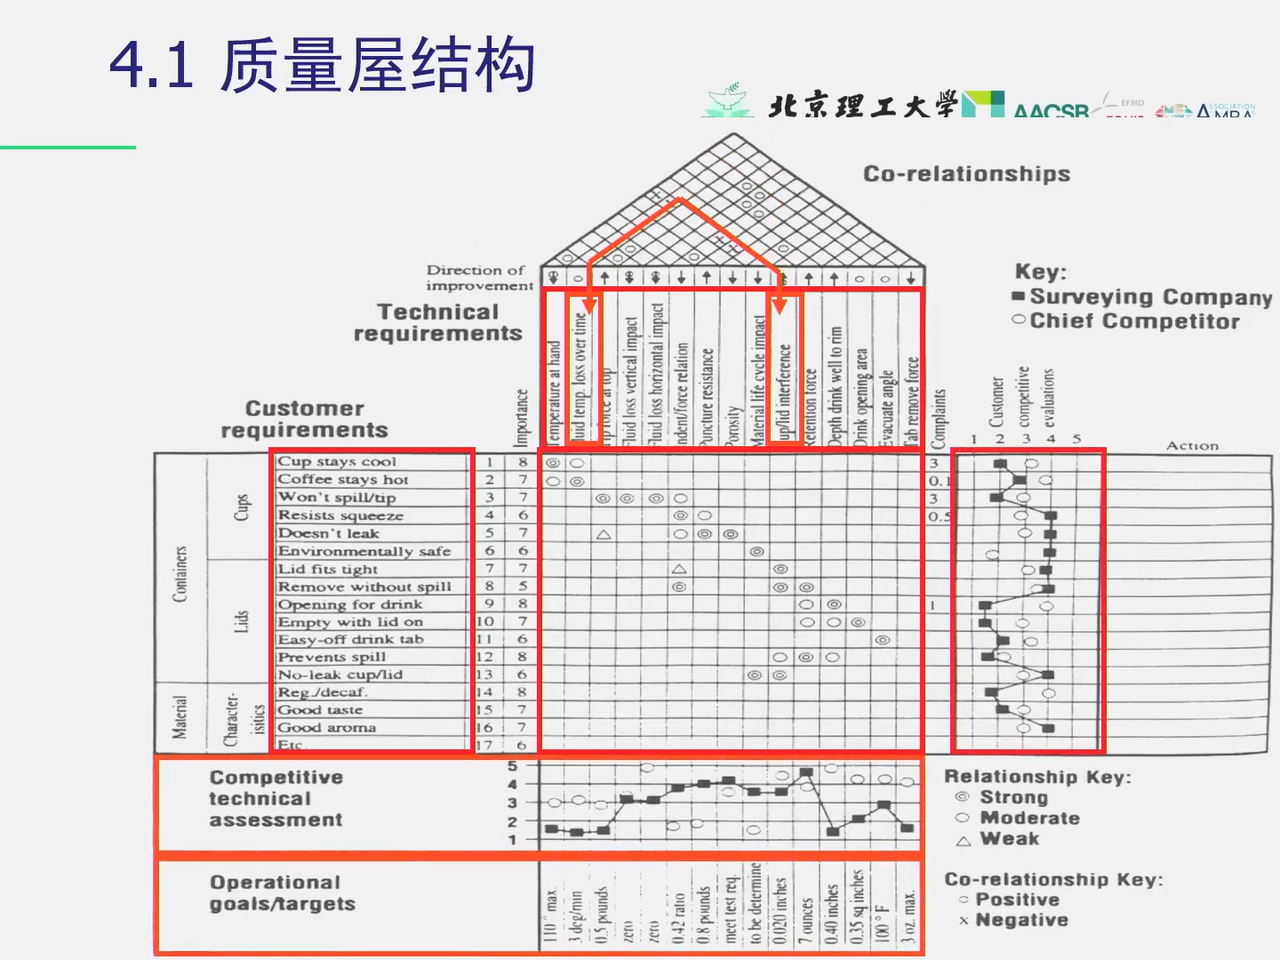 4.1 质量屋结构
北京理工大学
AACSB
EFMD
ASSOCIATION
AMBA
Co-relationships
Direction of
improvement
Key:
Surveying Company
Chief Competitor
Technical
requirements
Temperature at hand
Fluid temp. loss over time
Tip force at top
Fluid loss vertical impact
Fluid loss horizontal impact
Indent/force relation
Puncture resistance
Porosity
Material life cycle impact
Cup/lid interference
Retention force
Depth drink well to rim
Drink opening area
Evacuate angle
Tab remove force
Customer
requirements
Importance
Complaints
Customer
competitive
evaluations
1 2 3 4 5
Action
Containers
Cups
Lids
Material
Character-
isitics
Cup stays cool 1 8 3
Coffee stays hot 2 7 0.1
Won't spill/tip 3 7 3
Resists squeeze 4 6 0.5
Doesn't leak 5 7
Environmentally safe 6 6
Lid fits tight 7 7
Remove without spill 8 5
Opening for drink 9 8 1
Empty with lid on 10 7
Easy-off drink tab 11 6
Prevents spill 12 8
No-leak cup/lid 13 6
Reg./decaf. 14 8
Good taste 15 7
Good aroma 16 7
Etc. 17 6
Competitive
technical
assessment
5
4
3
2
1
Relationship Key:
Strong
Moderate
Weak
Operational
goals/targets
110° max.
3 deg/min
0.5 pounds
zero
zero
0.42 ratio
0.8 pounds
meet test req.
to be determine
0.020 inches
7 ounces
0.40 inches
0.35 sq inches
100° F
3 oz. max.
Co-relationship Key:
Positive
Negative